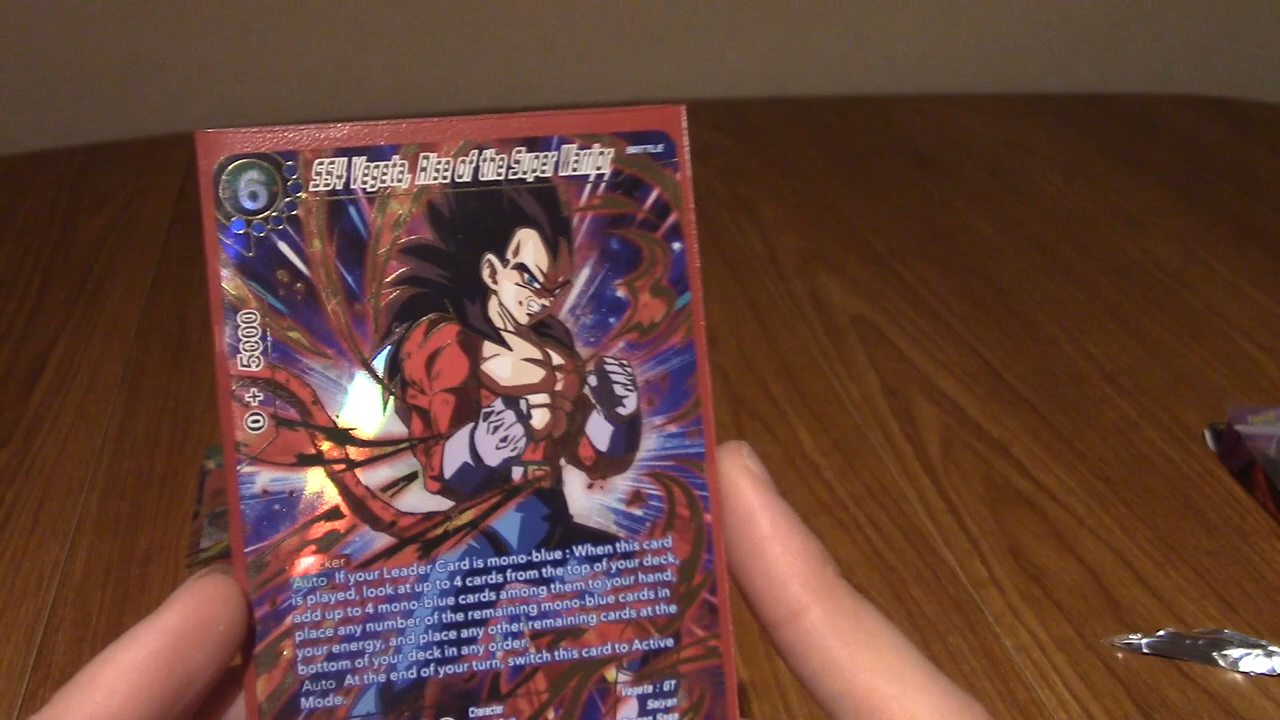 6
SS4 Vegeta, Rise of the Super Warrior
BATTLE
0 + 5000
Auto If your Leader Card is mono-blue : When this card
is played, look at up to 4 cards from the top of your deck,
add up to 4 mono-blue cards among them to your hand,
place any number of the remaining mono-blue cards in
your energy, and place any other remaining cards at the
bottom of your deck in any order.
Auto At the end of your turn, switch this card to Active
Mode.
Character
Vegeta : GT
Saiyan
Saga